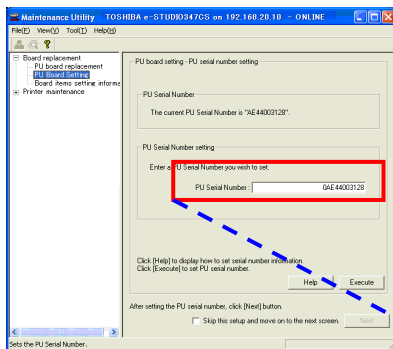 Maintenance Utility TOSHIBA e-STUDIO347CS on 192.168.20.10 - ONLINE
File(F) View(V) Tool(T) Help(H)
Board replacement
PU board replacement
PU Board Setting
Board items setting informa
Printer maintenance
PU board setting - PU serial number setting
PU Serial Number
The current PU Serial Number is "AE44003128".
PU Serial Number setting
Enter a PU Serial Number you wish to set.
PU Serial Number : 0AE44003128
Click [Help] to display how to set serial number information.
Click [Execute] to set PU serial number.
Help Execute
After setting the PU serial number, click [Next] button.
Skip this setup and move on to the next screen. Next
Sets the PU Serial Number.